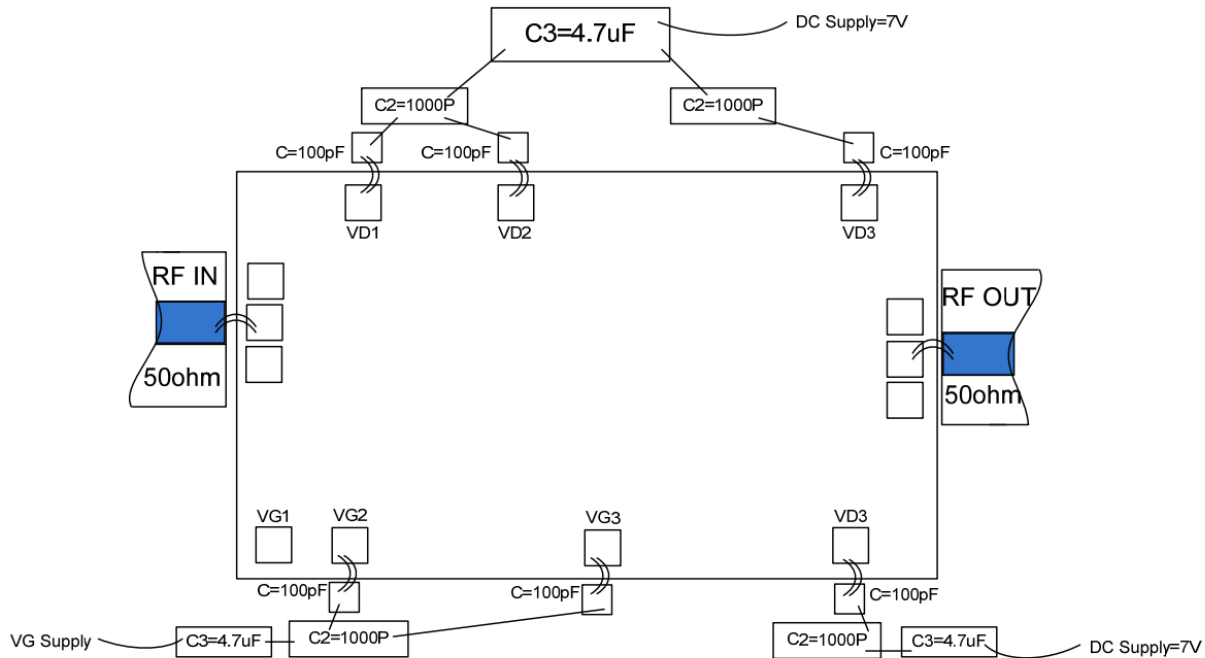 C3=4.7uF
DC Supply=7V
C2=1000P
C2=1000P
C=100pF
C=100pF
C=100pF
VD1
VD2
VD3
RF IN
50ohm
RF OUT
50ohm
VG1
VG2
VG3
VD3
C=100pF
C=100pF
C=100pF
VG Supply
C3=4.7uF
C2=1000P
C2=1000P
C3=4.7uF
DC Supply=7V